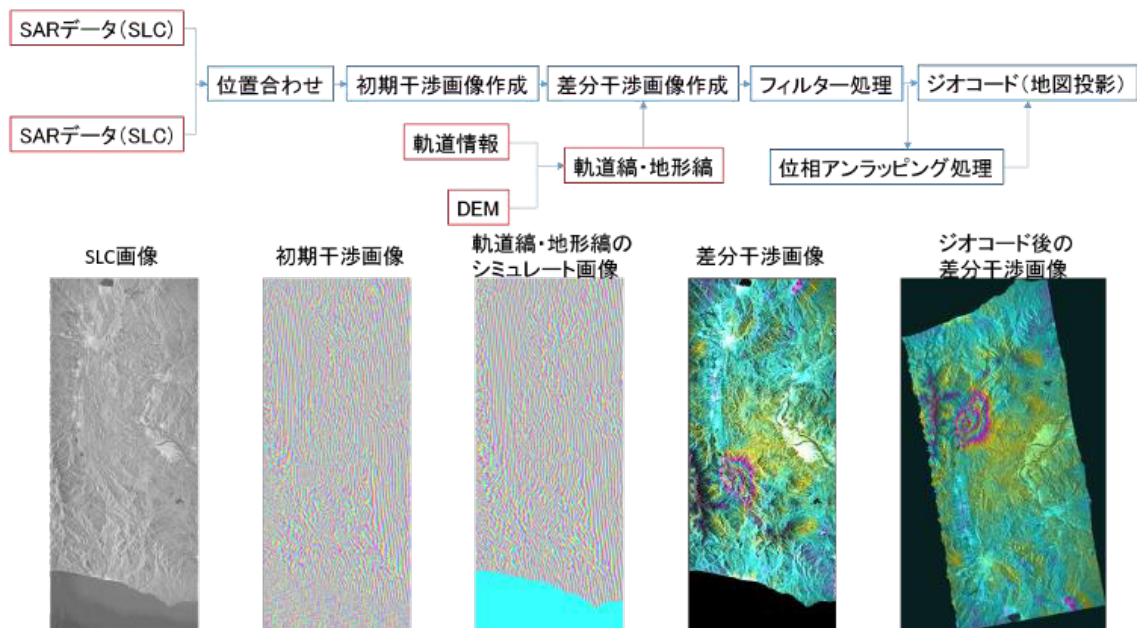 SARデータ(SLC)
SARデータ(SLC)
位置合わせ
初期干渉画像作成
差分干渉画像作成
フィルター処理
ジオコード(地図投影)
軌道情報
DEM
軌道縞・地形縞
位相アンラッピング処理
SLC画像
初期干渉画像
軌道縞・地形縞の
シミュレート画像
差分干渉画像
ジオコード後の
差分干渉画像